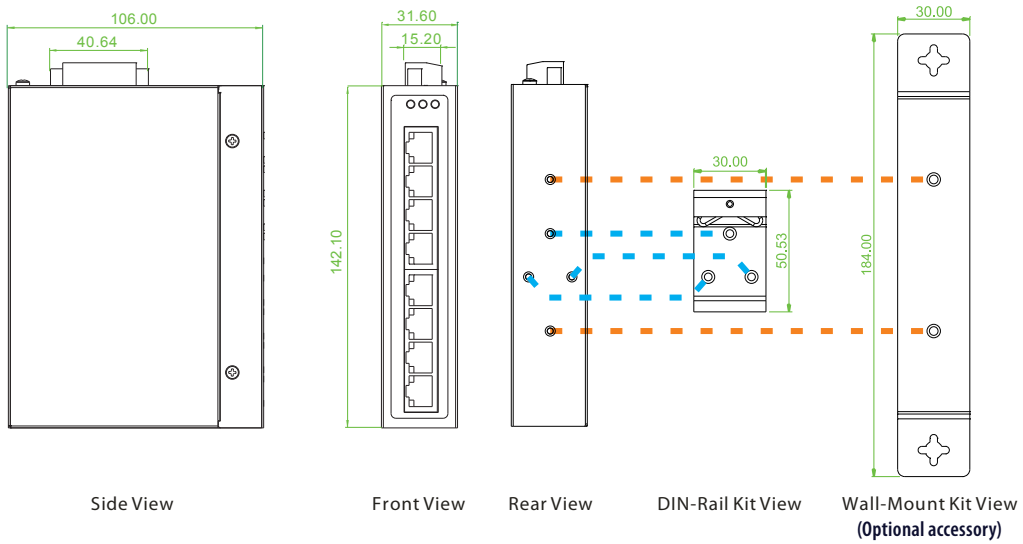 106.00
40.64
31.60
15.20
142.10
30.00
50.53
30.00
184.00
Side View
Front View
Rear View
DIN-Rail Kit View
Wall-Mount Kit View
(Optional accessory)